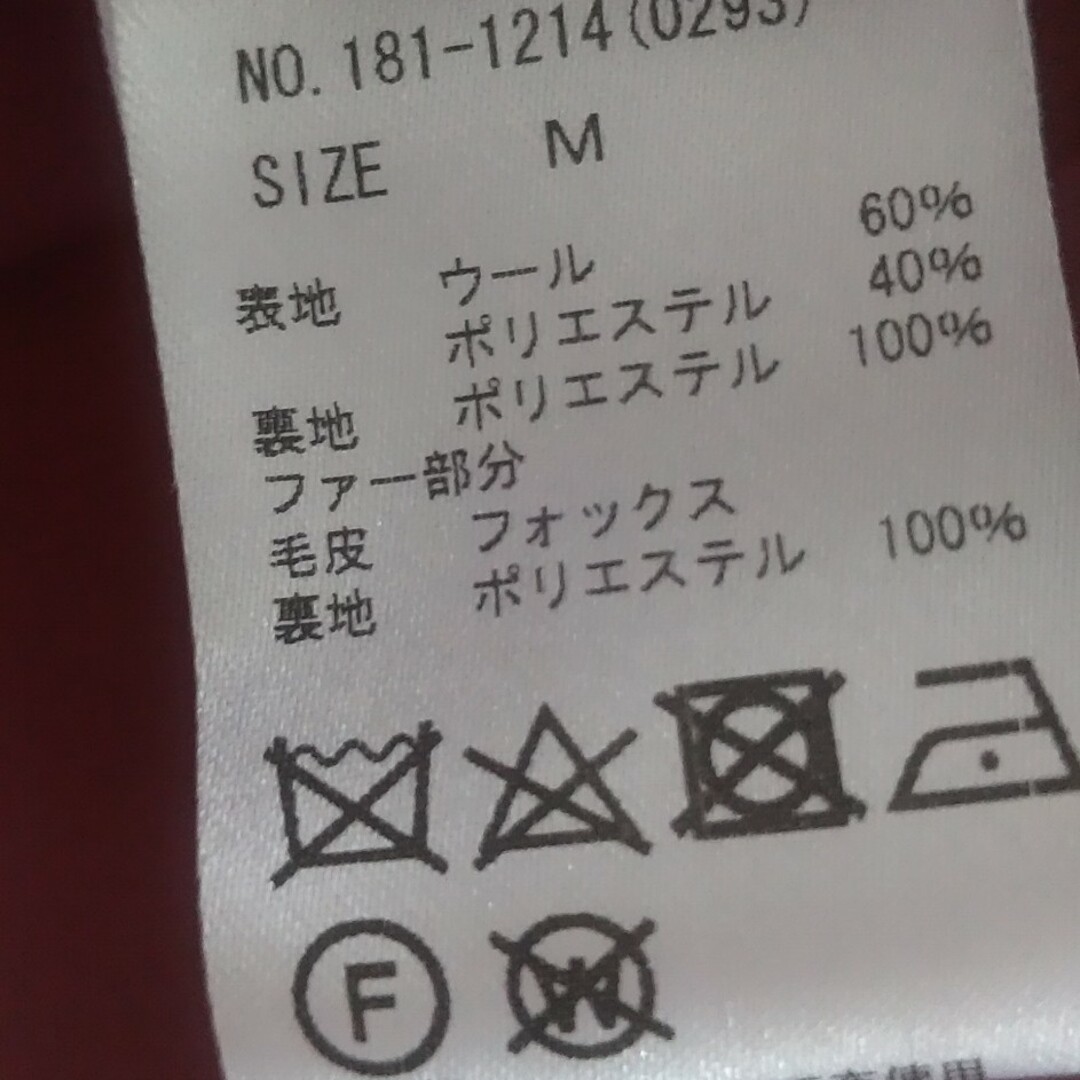 NO. 181-1214(0293)
SIZE M
60%
表地 ウール 40%
ポリエステル 100%
裏地 ポリエステル
ファー部分
毛皮 フォックス
裏地 ポリエステル 100%
F
W